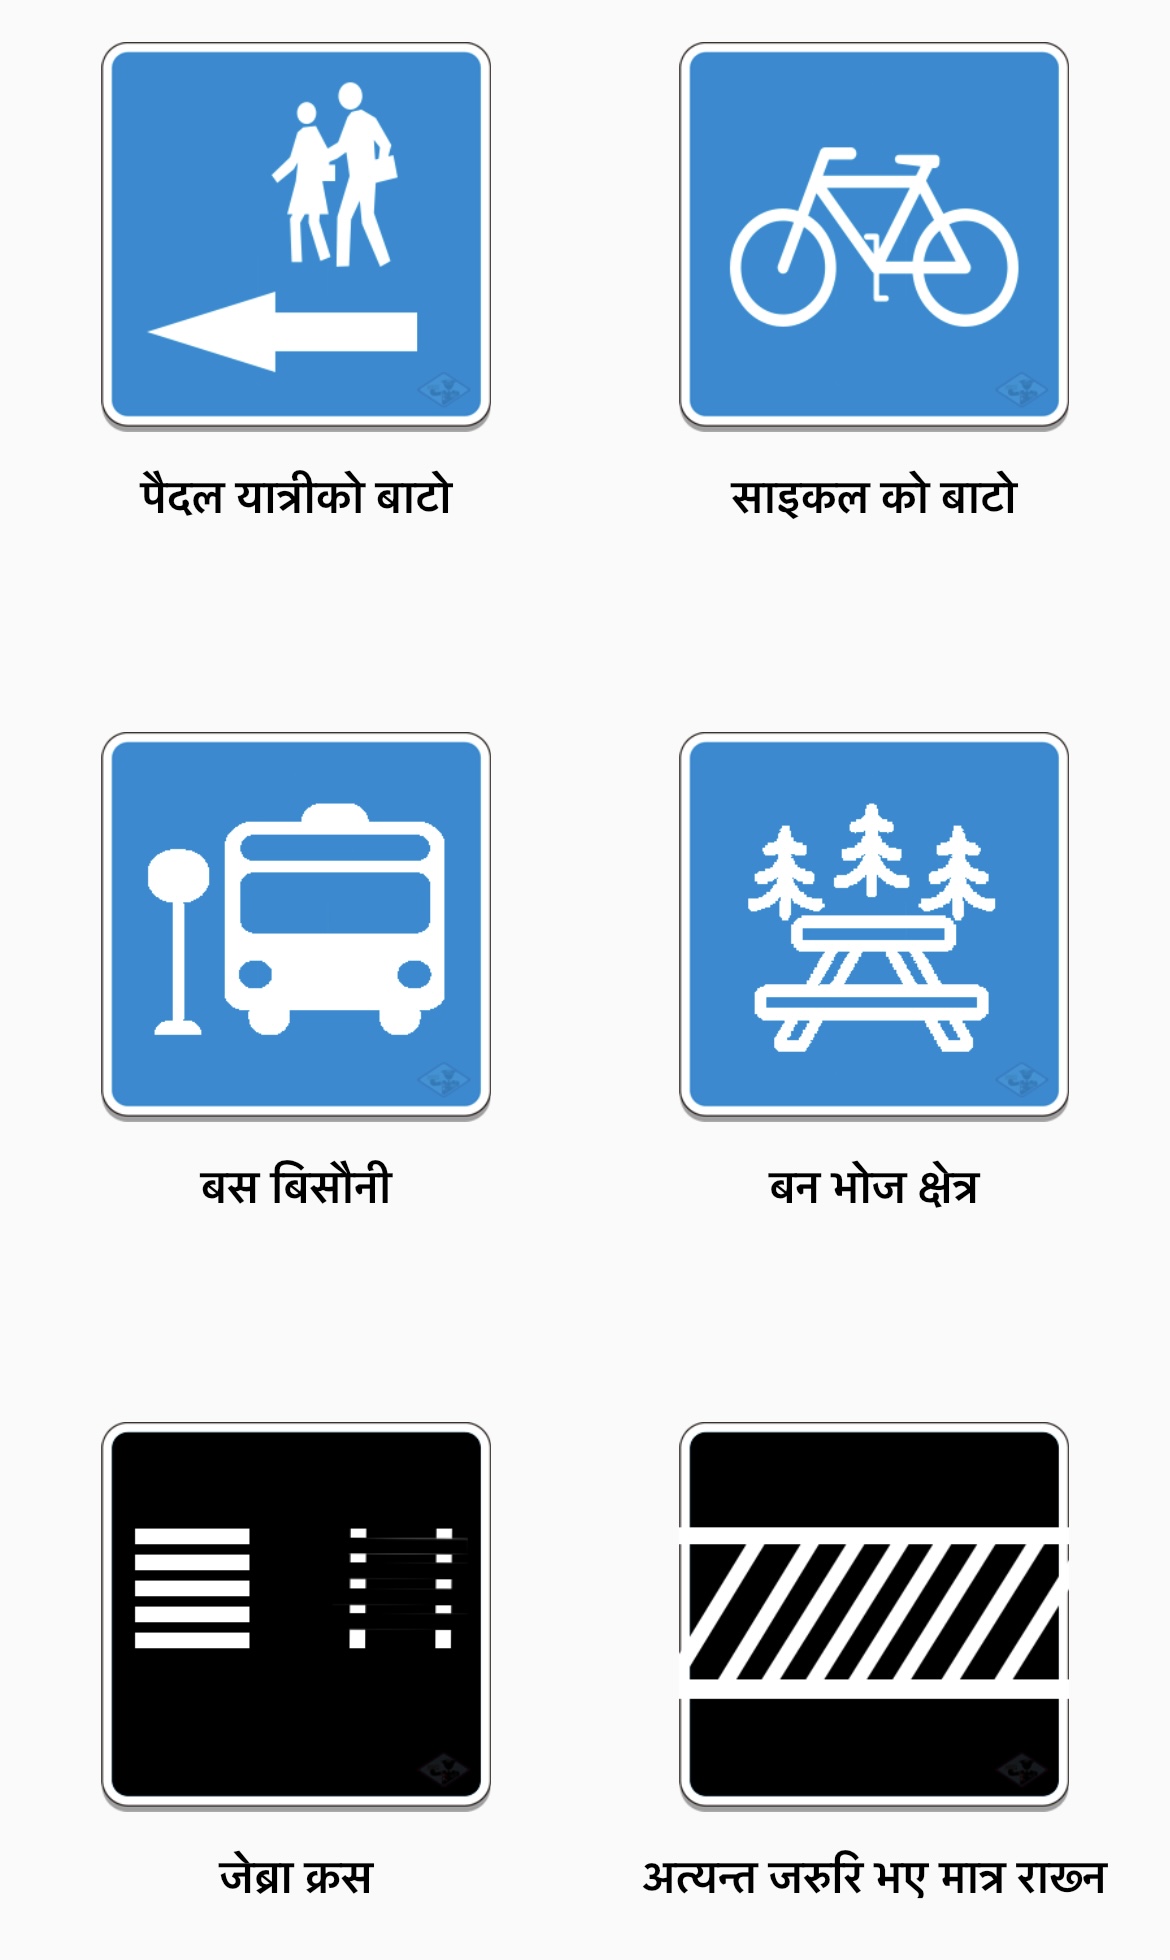 पैदल यात्रीको बाटो
साइकल को बाटो
बस बिसौनी
बन भोज क्षेत्र
जेब्रा क्रस
अत्यन्त जरुरि भए मात्र राख्न